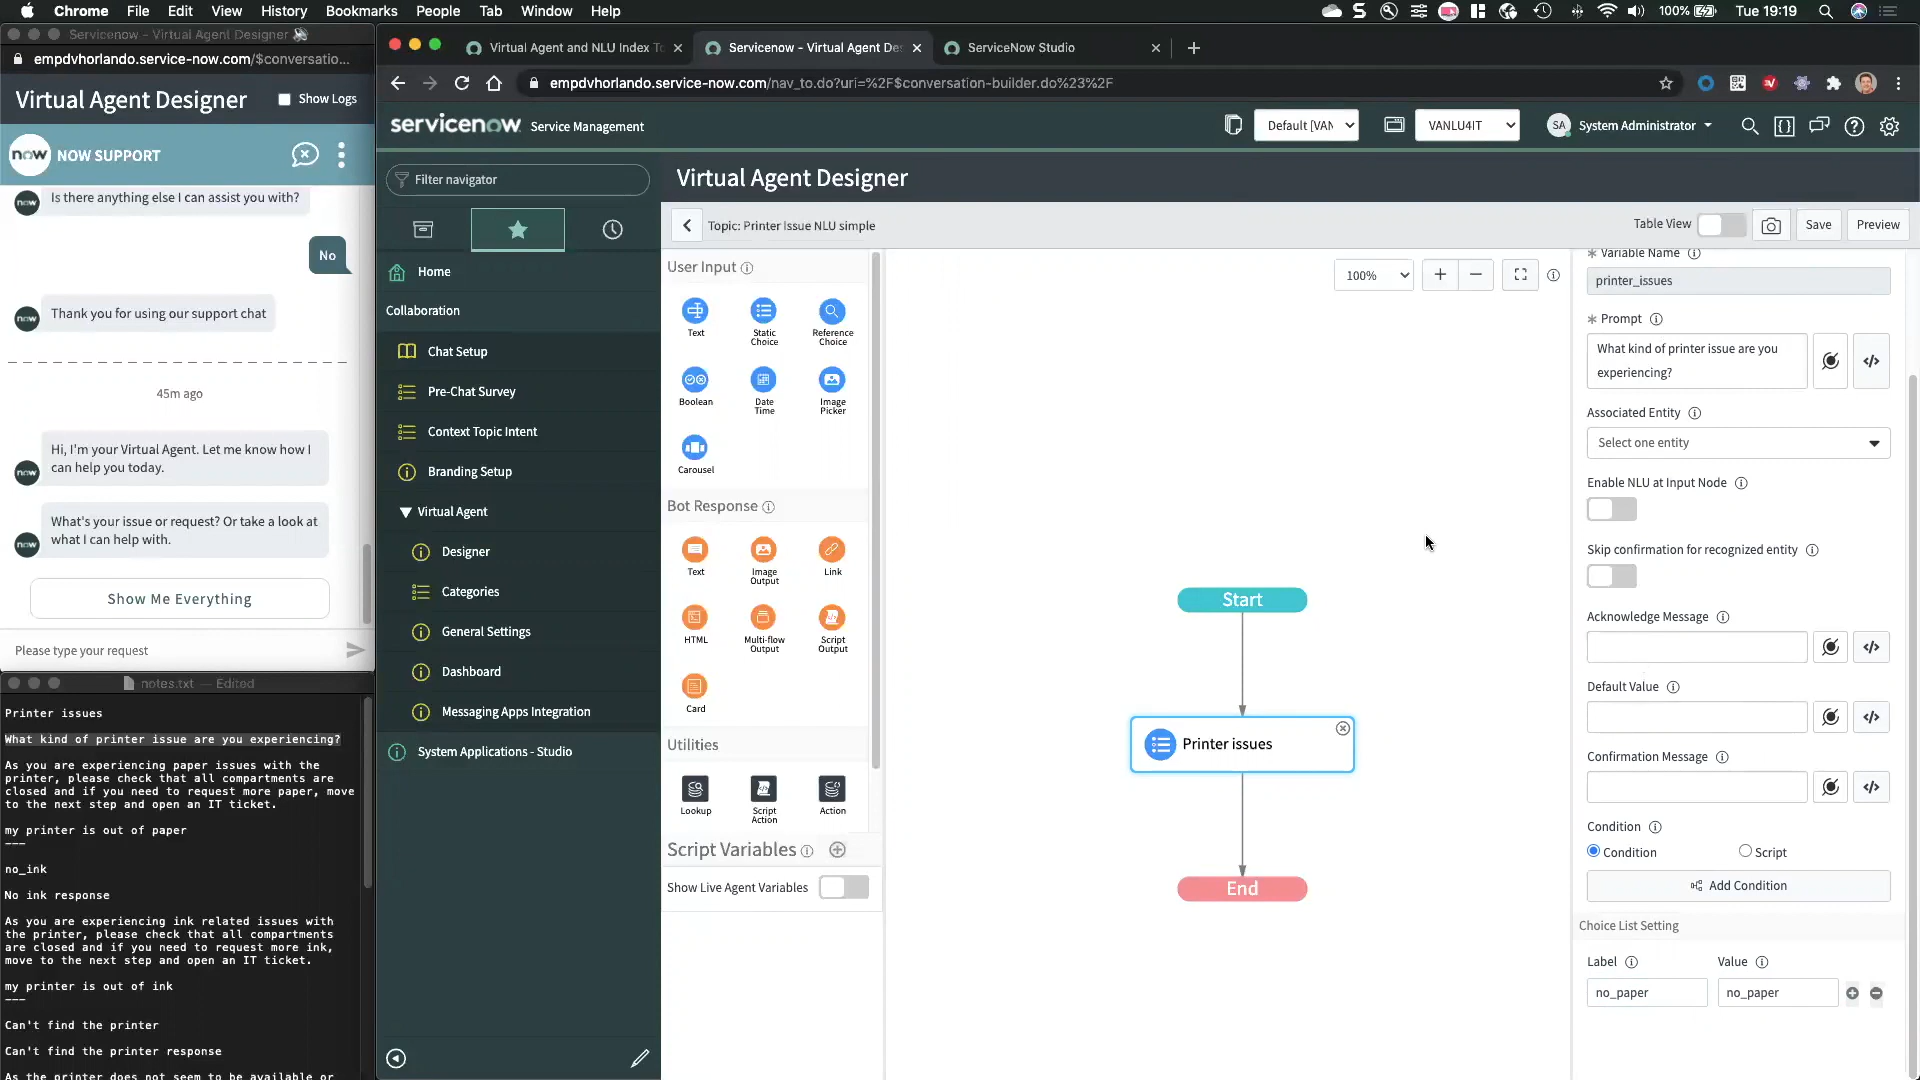 Chrome File Edit View History Bookmarks People Tab Window Help
100% Tue 19:19
Servicenow - Virtual Agent Designer
empdvhorlando.service-now.com/$conversatio...
Virtual Agent Designer
Show Logs
now NOW SUPPORT
now Is there anything else I can assist you with?
No
now Thank you for using our support chat
45m ago
Hi, I'm your Virtual Agent. Let me know how I
now can help you today.
What's your issue or request? Or take a look at
now what I can help with.
Show Me Everything
Please type your request
notes.txt — Edited
Printer issues
What kind of printer issue are you experiencing?
As you are experiencing paper issues with the
printer, please check that all compartments are
closed and if you need to request more paper, move
to the next step and open an IT ticket.
my printer is out of paper
---
no_ink
No ink response
As you are experiencing ink related issues with
the printer, please check that all compartments
are closed and if you need to request more ink,
move to the next step and open an IT ticket.
my printer is out of ink
---
Can't find the printer
Can't find the printer response
As the printer does not seem to be available or
Virtual Agent and NLU Index To
Servicenow - Virtual Agent De
ServiceNow Studio
empdvhorlando.service-now.com/nav_to.do?uri=%2F$conversation-builder.do%23%2F
servicenow Service Management
Default [VAN
VANLU4IT
SA System Administrator
Filter navigator
Home
Collaboration
Chat Setup
Pre-Chat Survey
Context Topic Intent
Branding Setup
Virtual Agent
Designer
Categories
General Settings
Dashboard
Messaging Apps Integration
System Applications - Studio
Virtual Agent Designer
Topic: Printer Issue NLU simple
Table View
Save
Preview
User Input
Text
Static
Choice
Reference
Choice
Boolean
Date
Time
Image
Picker
Carousel
Bot Response
Text
Image
Output
Link
HTML
Multi-flow
Output
Script
Output
Card
Utilities
Lookup
Script
Action
Action
Script Variables
Show Live Agent Variables
100%
Start
Printer issues
End
Variable Name
printer_issues
Prompt
What kind of printer issue are you
experiencing?
Associated Entity
Select one entity
Enable NLU at Input Node
Skip confirmation for recognized entity
Acknowledge Message
Default Value
Confirmation Message
Condition
Condition
Script
Add Condition
Choice List Setting
Label
Value
no_paper
no_paper